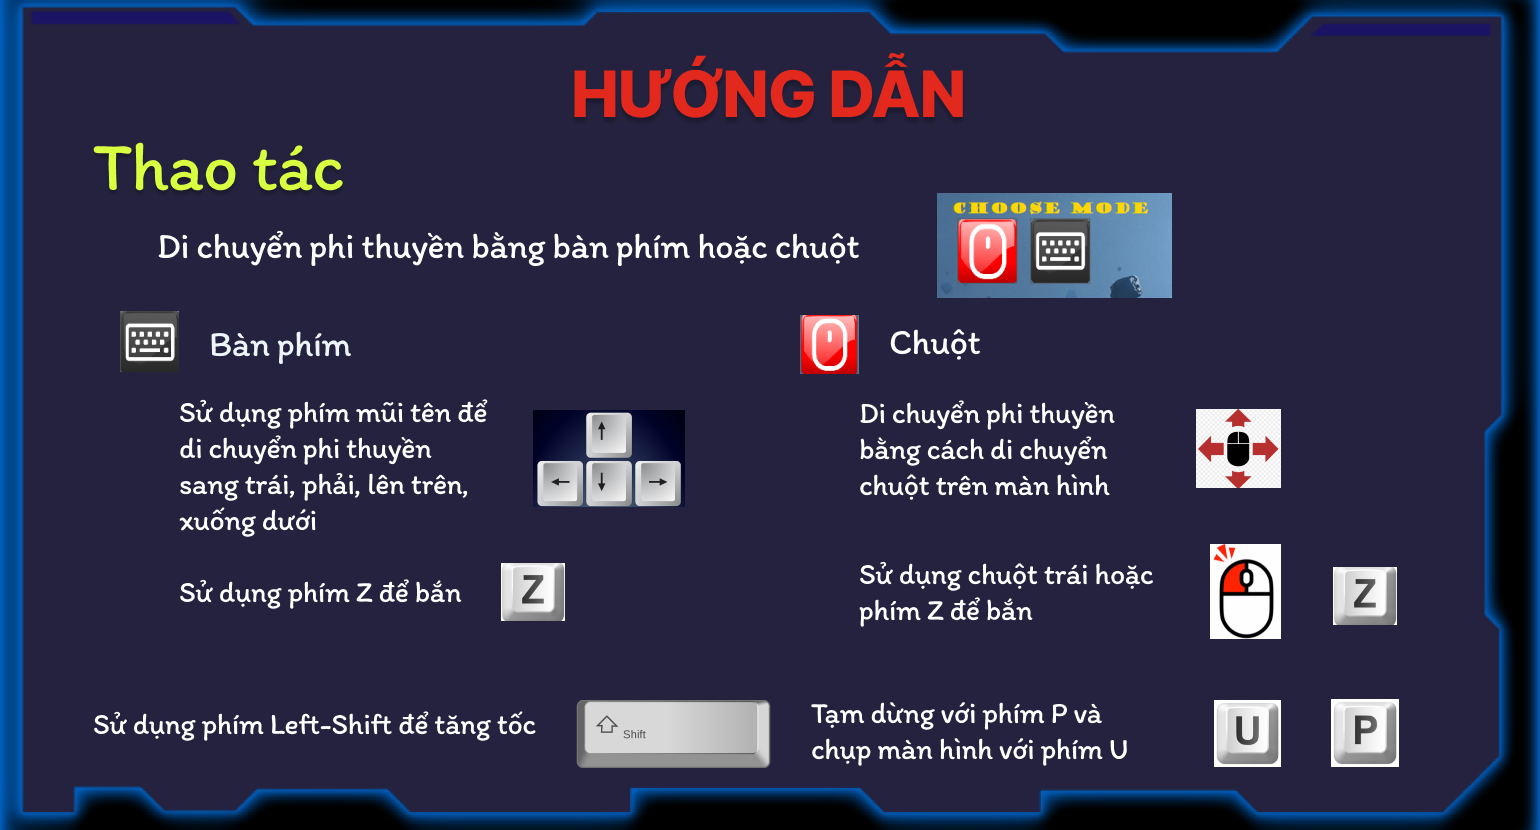 HƯỚNG DẪN
Thao tác
Di chuyển phi thuyền bằng bàn phím hoặc chuột
CHOOSE MODE
Bàn phím
Sử dụng phím mũi tên để
di chuyển phi thuyền
sang trái, phải, lên trên,
xuống dưới
Sử dụng phím Z để bắn
Z
Chuột
Di chuyển phi thuyền
bằng cách di chuyển
chuột trên màn hình
Sử dụng chuột trái hoặc
phím Z để bắn
Z
Sử dụng phím Left-Shift để tăng tốc
Shift
Tạm dừng với phím P và
chụp màn hình với phím U
U
P